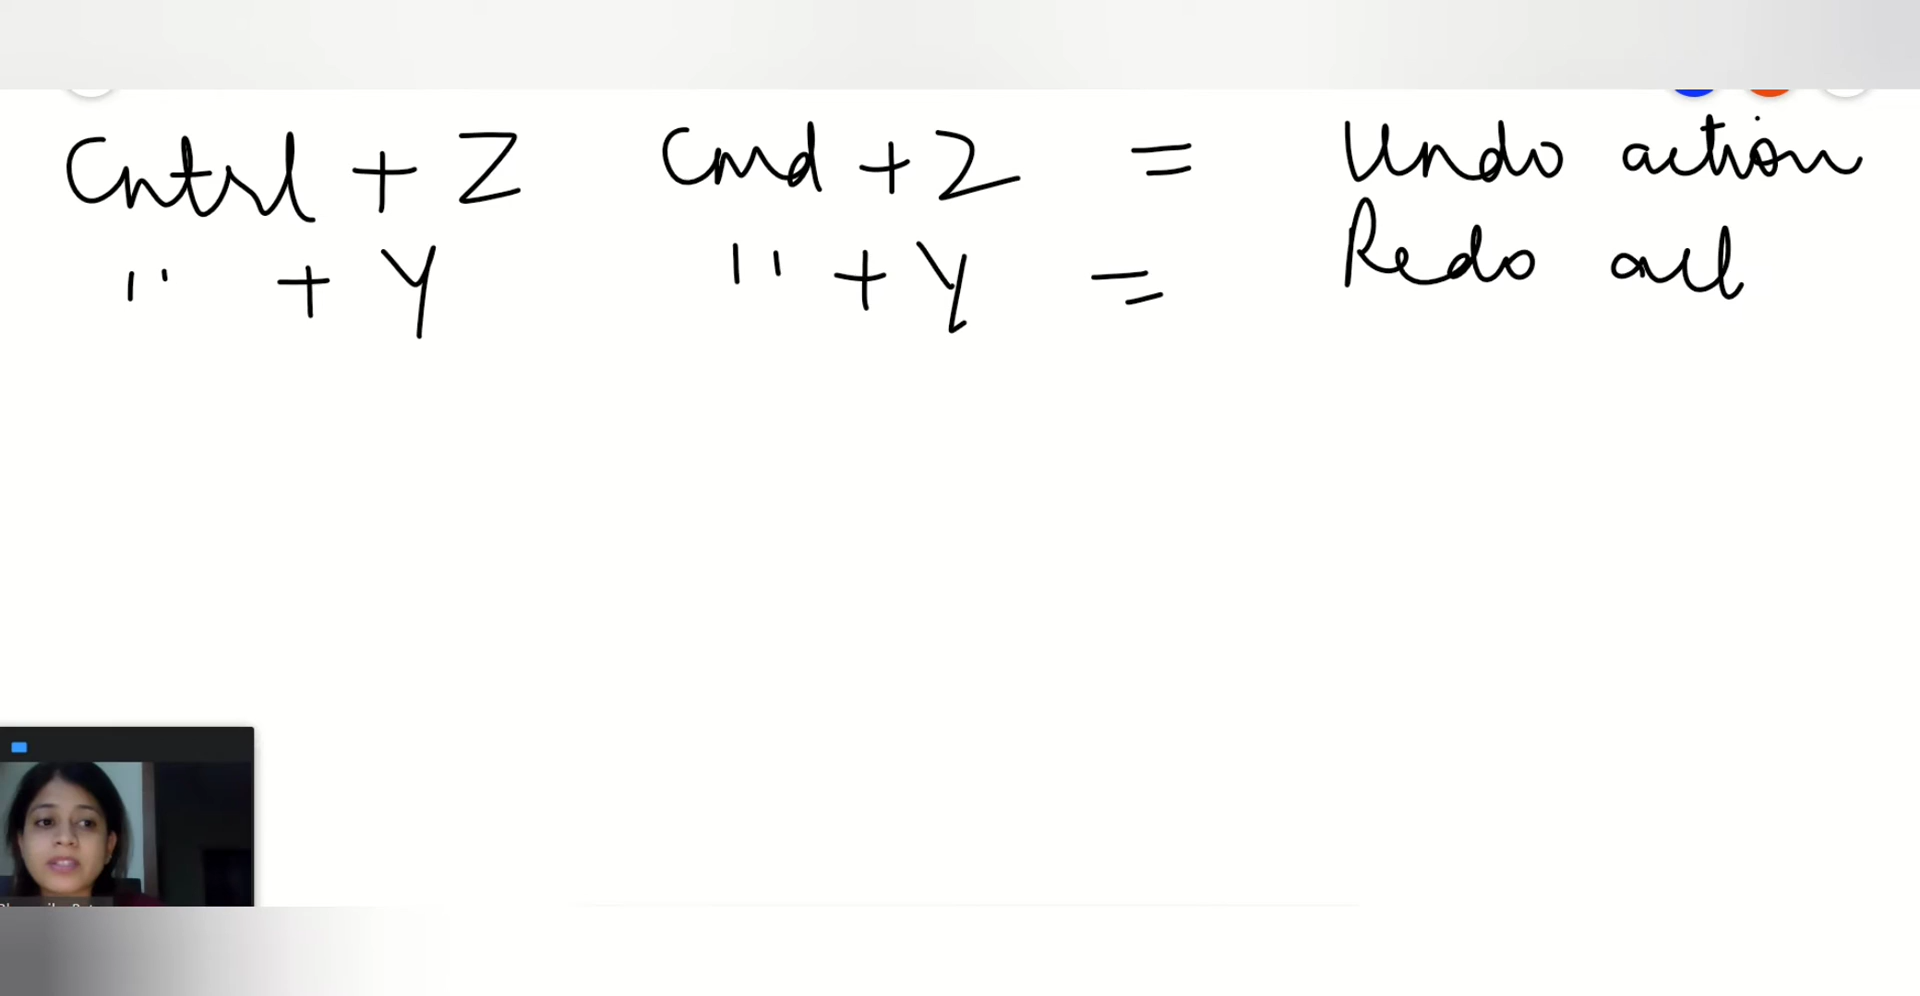 Cntrl + Z Cmd + Z = Undo action
" + Y " + Y = Redo act